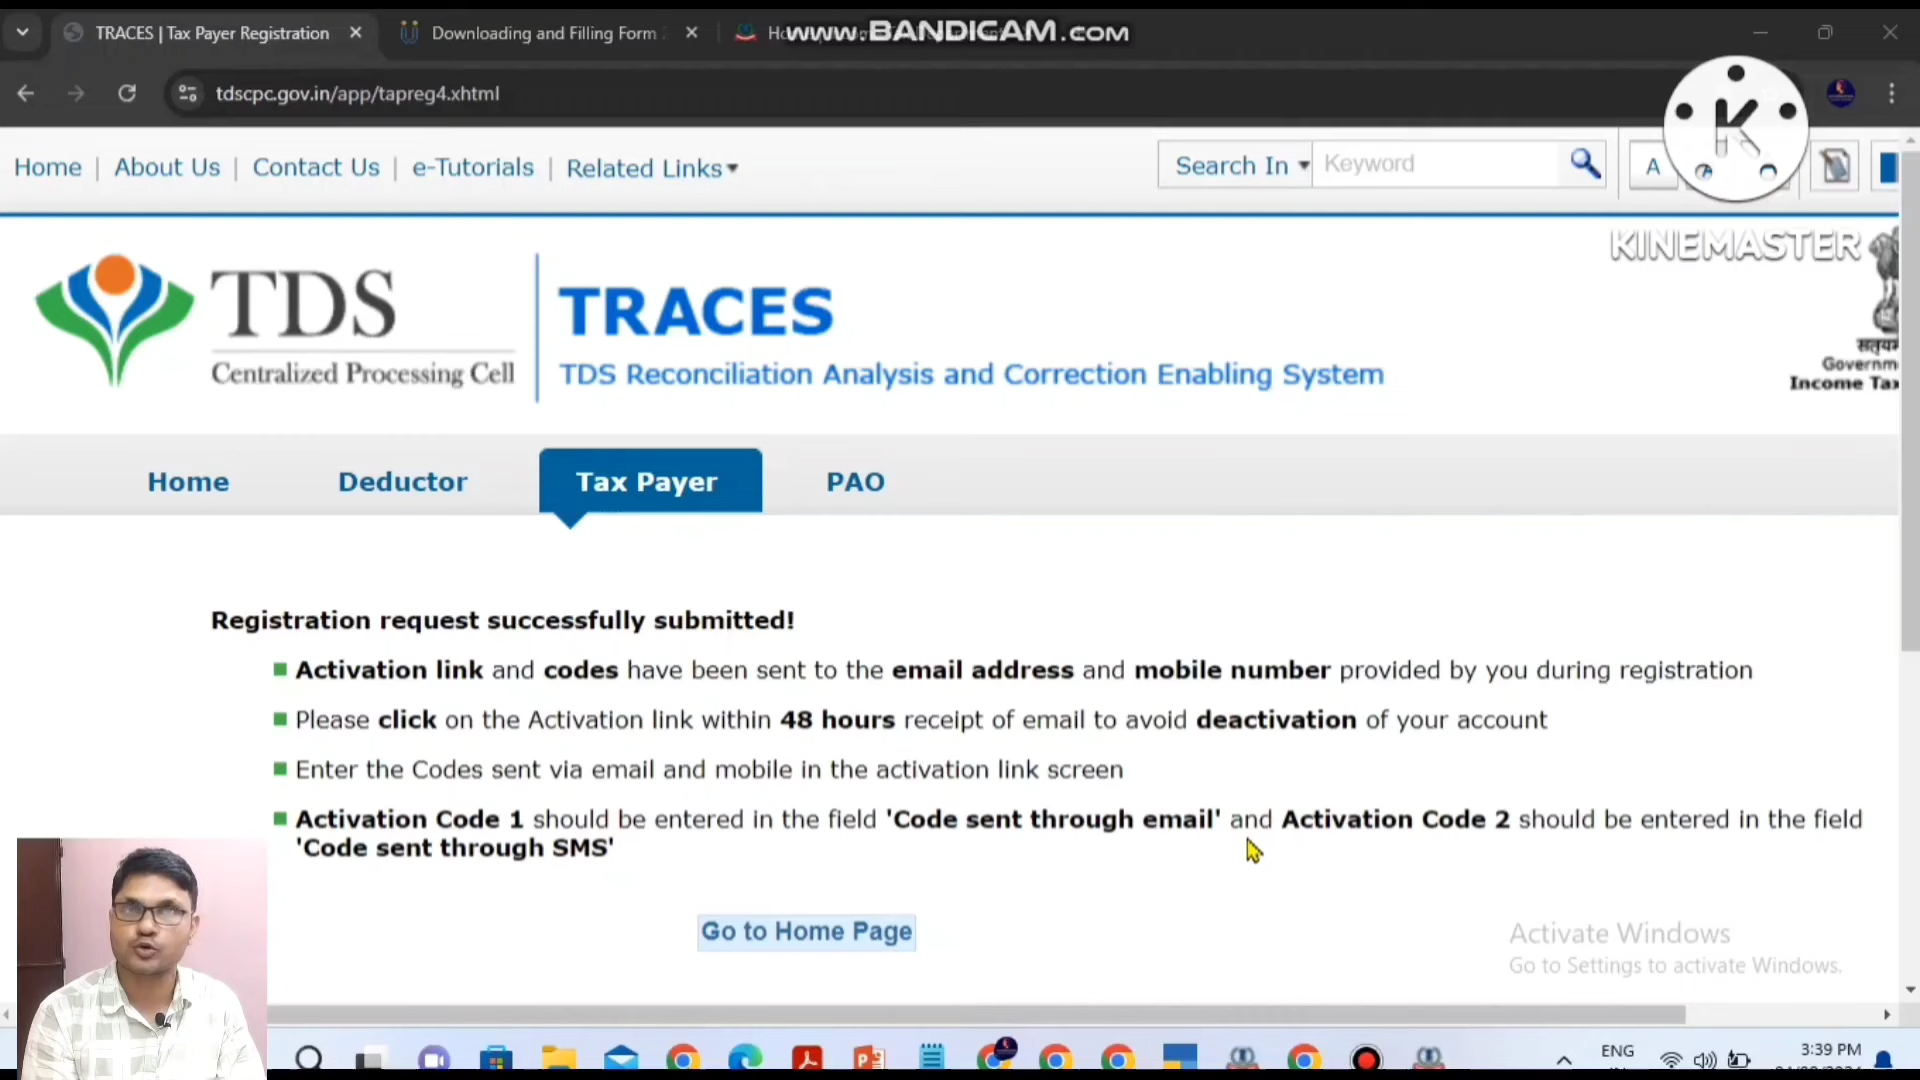 TRACES | Tax Payer Registration
Downloading and Filling Form
www.BANDICAM.com
tdscpc.gov.in/app/tapreg4.xhtml
Home | About Us | Contact Us | e-Tutorials | Related Links
Search In Keyword A
K
KINEMASTER
TDS
Centralized Processing Cell
TRACES
TDS Reconciliation Analysis and Correction Enabling System
Income Tax
Home Deductor Tax Payer PAO
Registration request successfully submitted!
Activation link and codes have been sent to the email address and mobile number provided by you during registration
Please click on the Activation link within 48 hours receipt of email to avoid deactivation of your account
Enter the Codes sent via email and mobile in the activation link screen
Activation Code 1 should be entered in the field 'Code sent through email' and Activation Code 2 should be entered in the field
'Code sent through SMS'
Go to Home Page
Activate Windows
Go to Settings to activate Windows.
ENG
3:39 PM